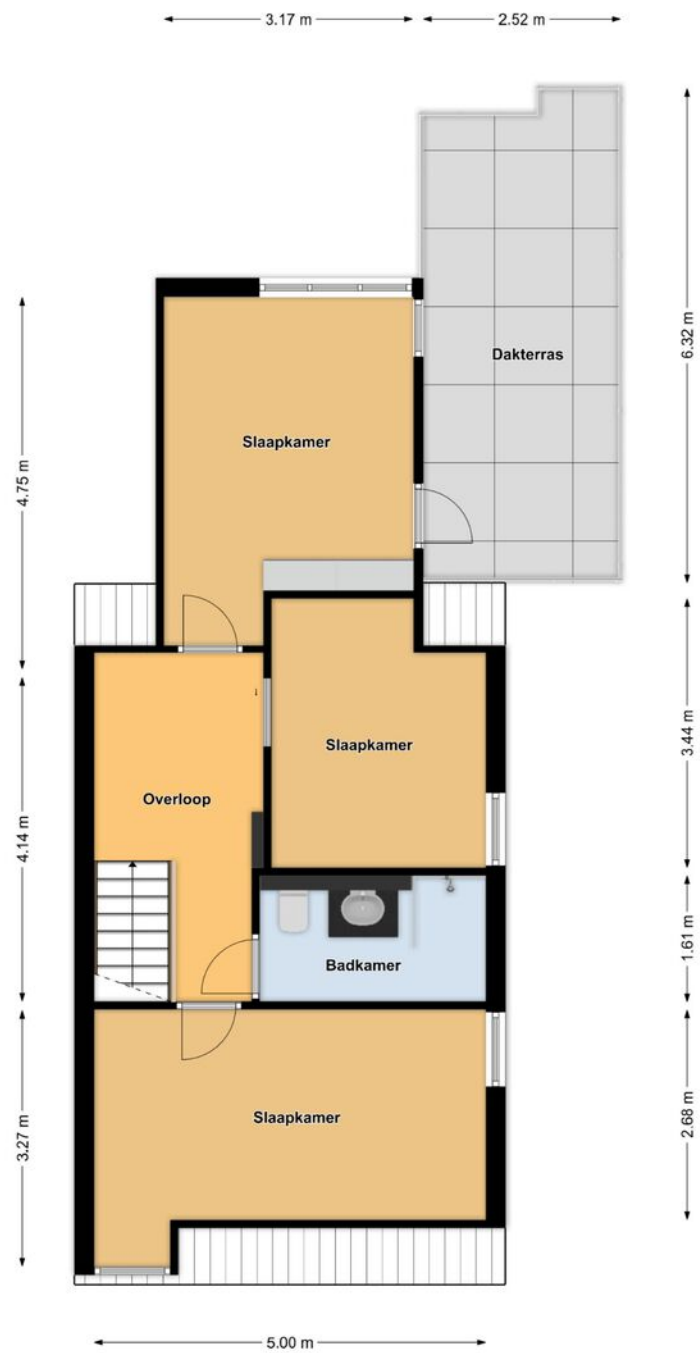 3.17 m
2.52 m
6.32 m
Dakterras
Slaapkamer
4.75 m
3.44 m
Slaapkamer
Overloop
4.14 m
1.61 m
Badkamer
2.68 m
Slaapkamer
3.27 m
5.00 m